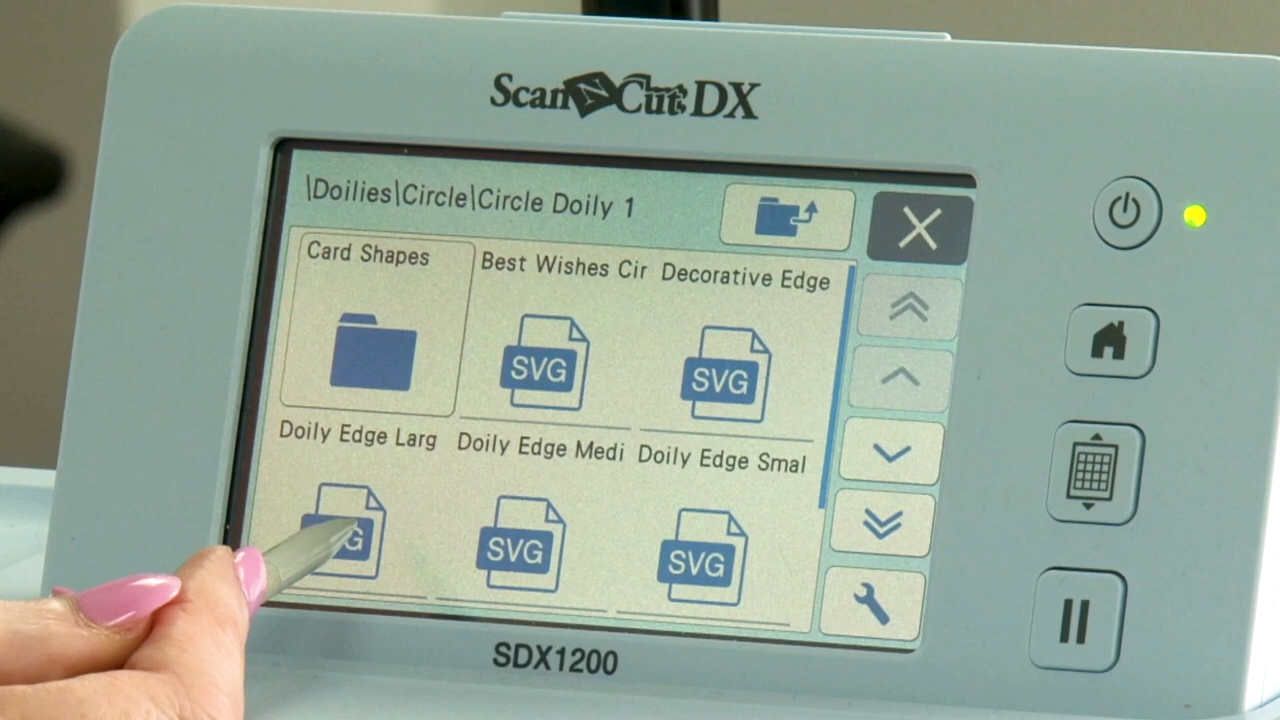 ScanNCut DX
\Doilies\Circle\Circle Doily 1
Card Shapes
Best Wishes Cir
Decorative Edge
SVG
SVG
Doily Edge Larg
Doily Edge Medi
Doily Edge Smal
G
SVG
SVG
SDX1200